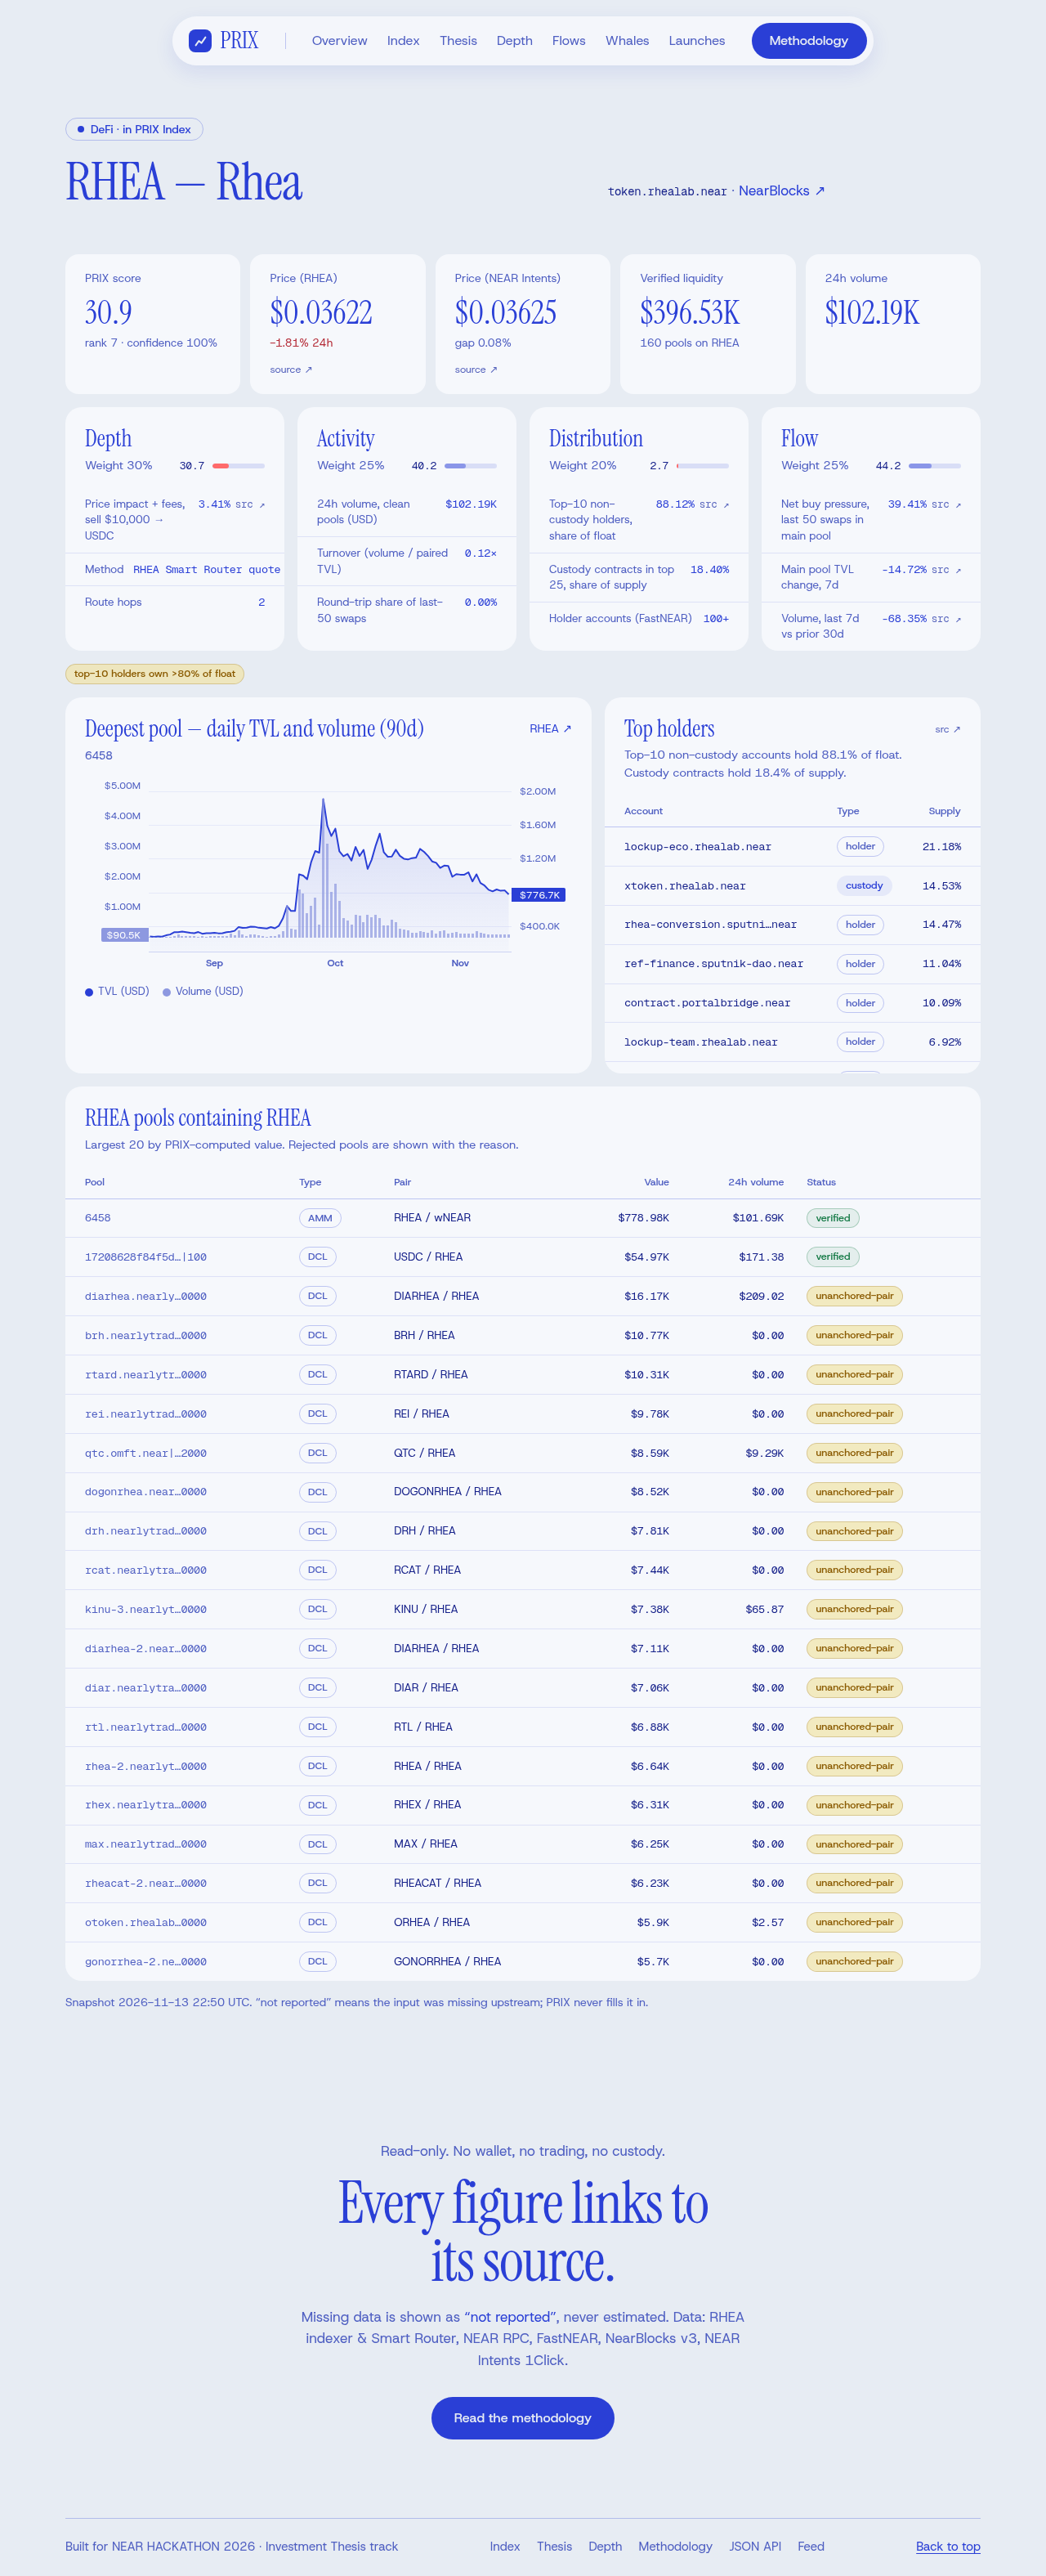 PRIX Overview Index Thesis Depth Flows Whales Launches Methodology
DeFi · in PRIX Index
RHEA — Rhea
token.rhealab.near · NearBlocks ↗
PRIX score
30.9
rank 7 · confidence 100%
Price (RHEA)
$0.03622
-1.81% 24h
source ↗
Price (NEAR Intents)
$0.03625
gap 0.08%
source ↗
Verified liquidity
$396.53K
160 pools on RHEA
24h volume
$102.19K
Depth
Weight 30% 30.7
Price impact + fees, 3.41% src ↗
sell $10,000 →
USDC
Method RHEA Smart Router quote
Route hops 2
Activity
Weight 25% 40.2
24h volume, clean $102.19K
pools (USD)
Turnover (volume / paired 0.12×
TVL)
Round-trip share of last- 0.00%
50 swaps
Distribution
Weight 20% 2.7
Top-10 non- 88.12% src ↗
custody holders,
share of float
Custody contracts in top 18.40%
25, share of supply
Holder accounts (FastNEAR) 100+
Flow
Weight 25% 44.2
Net buy pressure, 39.41% src ↗
last 50 swaps in
main pool
Main pool TVL -14.72% src ↗
change, 7d
Volume, last 7d -68.35% src ↗
vs prior 30d
top-10 holders own >80% of float
Deepest pool — daily TVL and volume (90d) RHEA ↗
6458
$5.00M
$4.00M
$3.00M
$2.00M
$1.00M
$90.5K
$2.00M
$1.60M
$1.20M
$776.7K
$400.0K
Sep Oct Nov
TVL (USD) Volume (USD)
Top holders src ↗
Top-10 non-custody accounts hold 88.1% of float.
Custody contracts hold 18.4% of supply.
Account Type Supply
lockup-eco.rhealab.near holder 21.18%
xtoken.rhealab.near custody 14.53%
rhea-conversion.sputni…near holder 14.47%
ref-finance.sputnik-dao.near holder 11.04%
contract.portalbridge.near holder 10.09%
lockup-team.rhealab.near holder 6.92%
RHEA pools containing RHEA
Largest 20 by PRIX-computed value. Rejected pools are shown with the reason.
Pool Type Pair Value 24h volume Status
6458 AMM RHEA / wNEAR $778.98K $101.69K verified
17208628f84f5d…|100 DCL USDC / RHEA $54.97K $171.38 verified
diarhea.nearly…0000 DCL DIARHEA / RHEA $16.17K $209.02 unanchored-pair
brh.nearlytrad…0000 DCL BRH / RHEA $10.77K $0.00 unanchored-pair
rtard.nearlytr…0000 DCL RTARD / RHEA $10.31K $0.00 unanchored-pair
rei.nearlytrad…0000 DCL REI / RHEA $9.78K $0.00 unanchored-pair
qtc.omft.near|…2000 DCL QTC / RHEA $8.59K $9.29K unanchored-pair
dogonrhea.near…0000 DCL DOGONRHEA / RHEA $8.52K $0.00 unanchored-pair
drh.nearlytrad…0000 DCL DRH / RHEA $7.81K $0.00 unanchored-pair
rcat.nearlytra…0000 DCL RCAT / RHEA $7.44K $0.00 unanchored-pair
kinu-3.nearlyt…0000 DCL KINU / RHEA $7.38K $65.87 unanchored-pair
diarhea-2.near…0000 DCL DIARHEA / RHEA $7.11K $0.00 unanchored-pair
diar.nearlytra…0000 DCL DIAR / RHEA $7.06K $0.00 unanchored-pair
rtl.nearlytrad…0000 DCL RTL / RHEA $6.88K $0.00 unanchored-pair
rhea-2.nearlyt…0000 DCL RHEA / RHEA $6.64K $0.00 unanchored-pair
rhex.nearlytra…0000 DCL RHEX / RHEA $6.31K $0.00 unanchored-pair
max.nearlytrad…0000 DCL MAX / RHEA $6.25K $0.00 unanchored-pair
rheacat-2.near…0000 DCL RHEACAT / RHEA $6.23K $0.00 unanchored-pair
otoken.rhealab…0000 DCL ORHEA / RHEA $5.9K $2.57 unanchored-pair
gonorrhea-2.ne…0000 DCL GONORRHEA / RHEA $5.7K $0.00 unanchored-pair
Snapshot 2026-11-13 22:50 UTC. “not reported” means the input was missing upstream; PRIX never fills it in.
Read-only. No wallet, no trading, no custody.
Every figure links to
its source.
Missing data is shown as “not reported”, never estimated. Data: RHEA
indexer & Smart Router, NEAR RPC, FastNEAR, NearBlocks v3, NEAR
Intents 1Click.
Read the methodology
Built for NEAR HACKATHON 2026 · Investment Thesis track Index Thesis Depth Methodology JSON API Feed Back to top